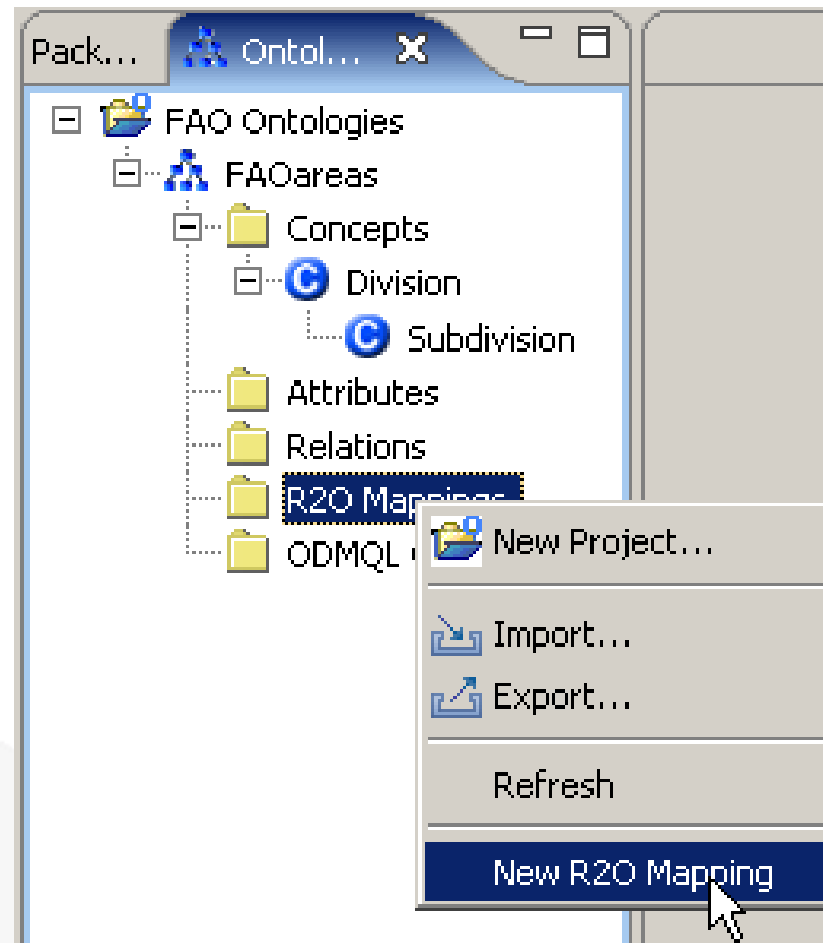 Pack... Ontol...
FAO Ontologies
FAOareas
Concepts
C Division
C Subdivision
Attributes
Relations
R2O Mappings
ODMQL
New Project...
Import...
Export...
Refresh
New R2O Mapping